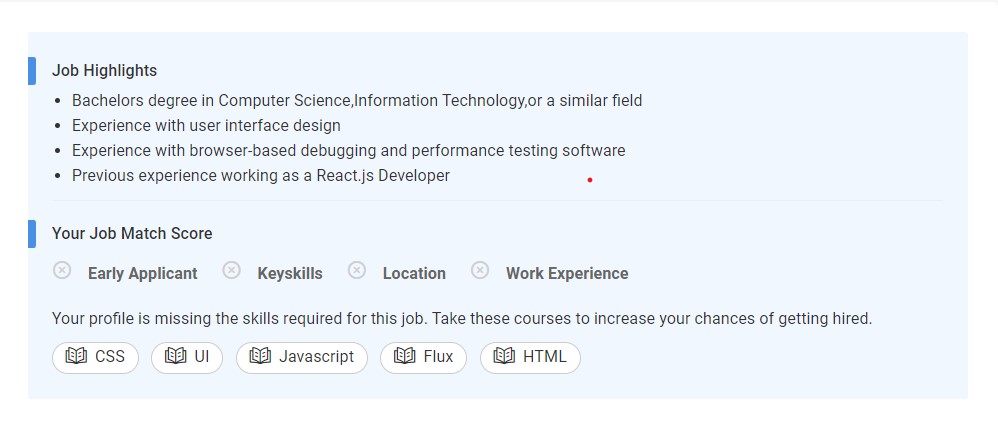 Job Highlights
Bachelors degree in Computer Science,Information Technology,or a similar field
Experience with user interface design
Experience with browser-based debugging and performance testing software
Previous experience working as a React.js Developer
Your Job Match Score
Early Applicant Keyskills Location Work Experience
Your profile is missing the skills required for this job. Take these courses to increase your chances of getting hired.
CSS UI Javascript Flux HTML